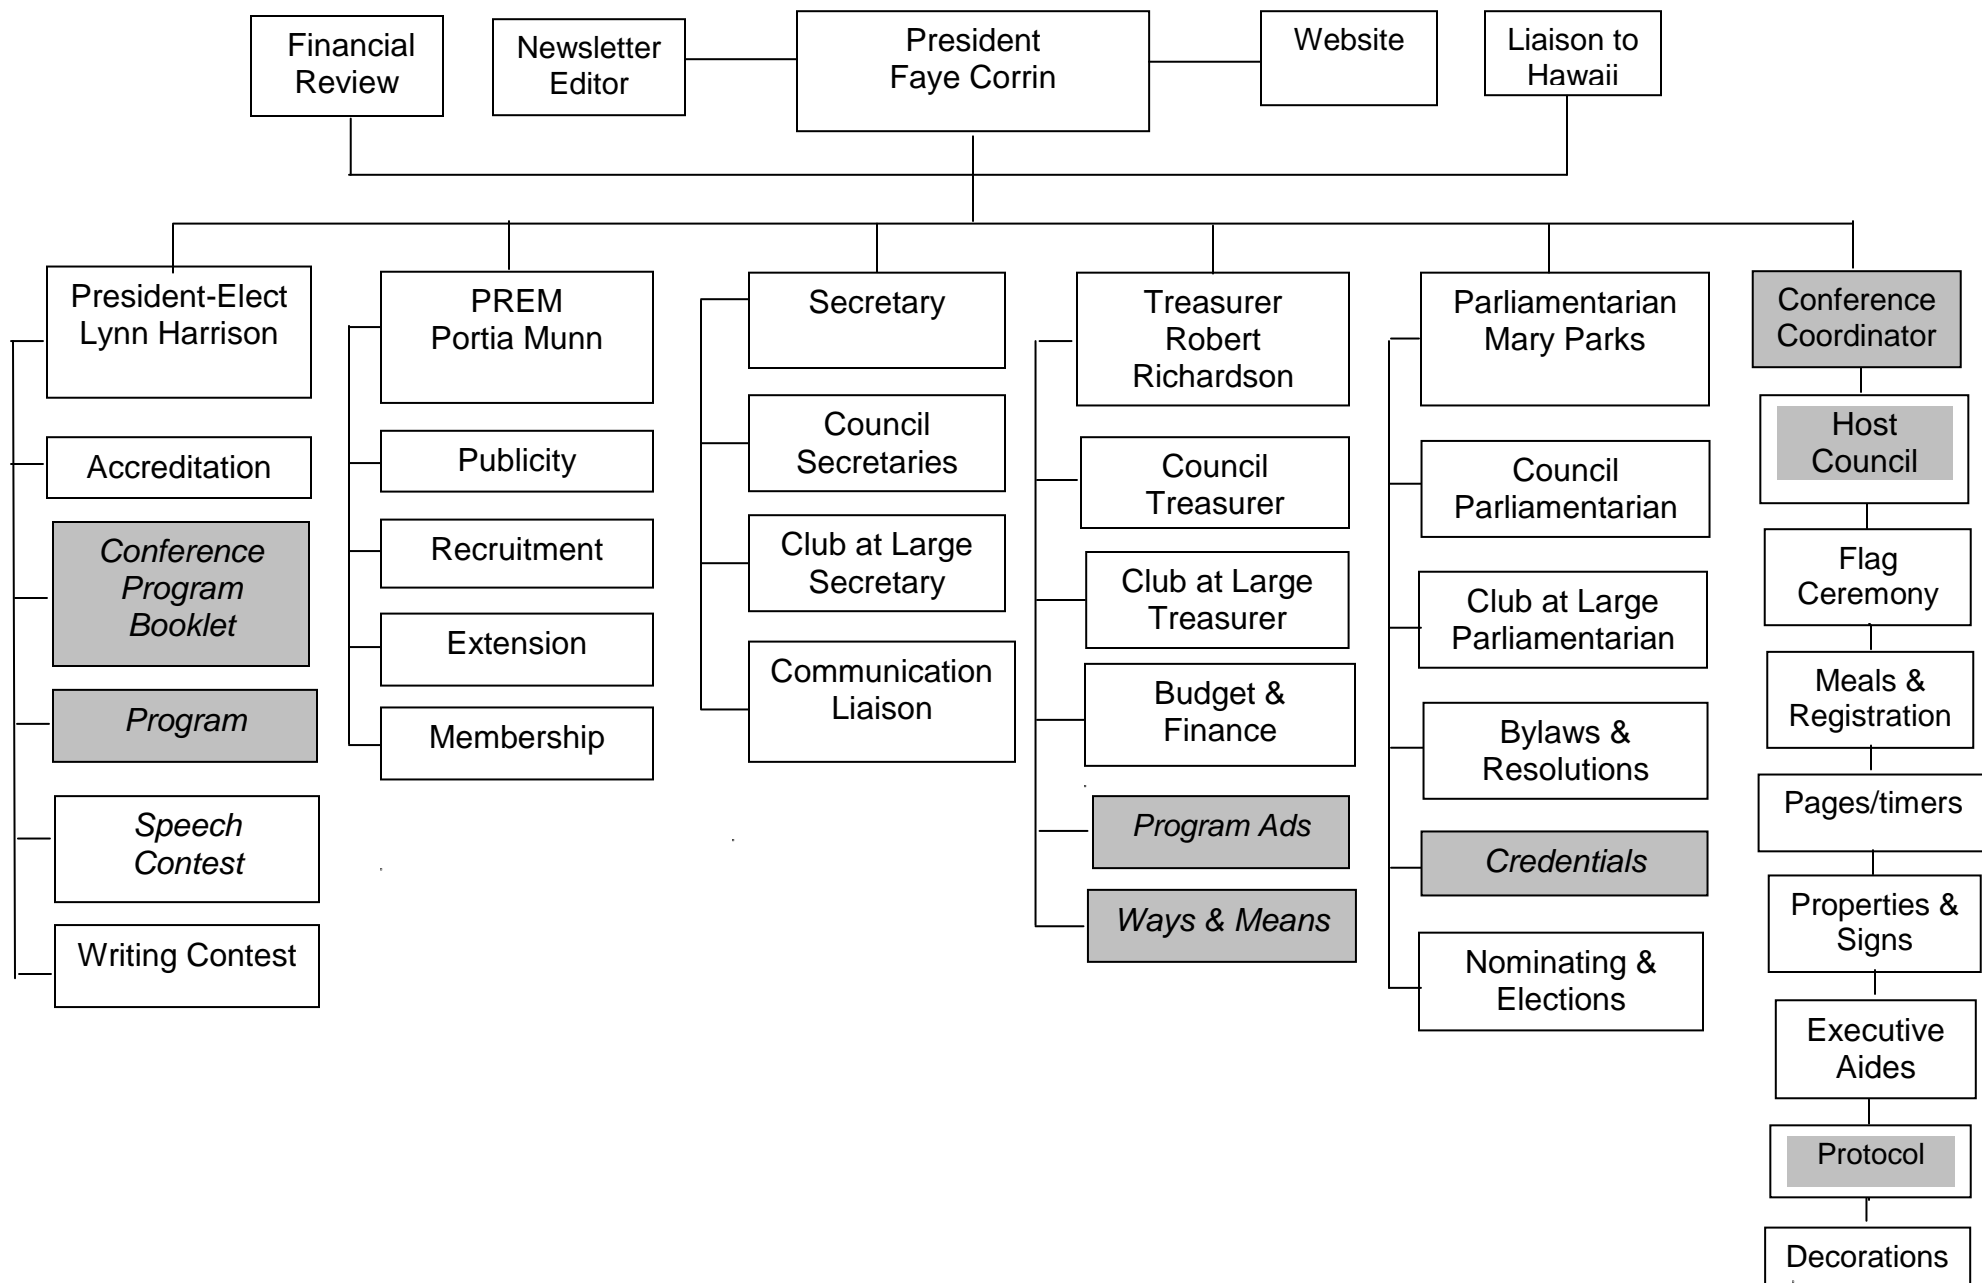 Financial
Review
Newsletter
Editor
President
Faye Corrin
Website
Liaison to
Hawaii
President-Elect
Lynn Harrison
Accreditation
Conference
Program
Booklet
Program
Speech
Contest
Writing Contest
PREM
Portia Munn
Publicity
Recruitment
Extension
Membership
Secretary
Council
Secretaries
Club at Large
Secretary
Communication
Liaison
Treasurer
Robert
Richardson
Council
Treasurer
Club at Large
Treasurer
Budget &
Finance
Program Ads
Ways & Means
Parliamentarian
Mary Parks
Council
Parliamentarian
Club at Large
Parliamentarian
Bylaws &
Resolutions
Credentials
Nominating &
Elections
Conference
Coordinator
Host
Council
Flag
Ceremony
Meals &
Registration
Pages/timers
Properties &
Signs
Executive
Aides
Protocol
Decorations